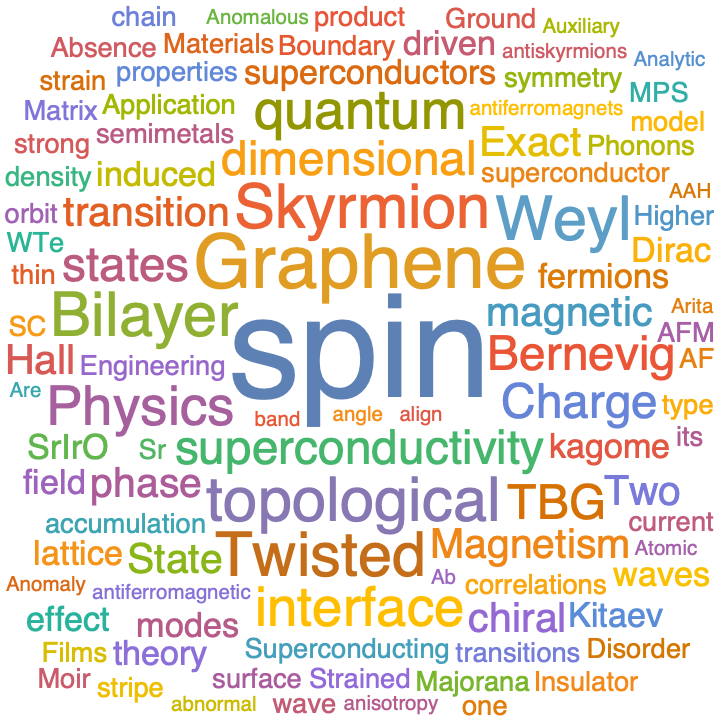 chain Anomalous product Ground Auxiliary
Absence Materials Boundary driven antiskyrmions Analytic
strain properties superconductors symmetry MPS
Matrix Application quantum antiferromagnets model
strong semimetals dimensional Exact Phonons
density induced superconductor AAH
orbit transition Skyrmion Weyl Higher
WTe states Graphene Dirac
thin fermions
SC Bilayer spin magnetic Arita
Hall Engineering Bernevig AFM
AF
Are Physics Charge type
band angle align
SrIrO Sr superconductivity kagome its
field phase topological TBG Two
accumulation current
lattice State Twisted Magnetism Atomic
Anomaly antiferromagnetic Ab correlations waves
effect modes interface chiral Kitaev
Films theory Superconducting transitions Disorder
Moir stripe surface Strained Majorana Insulator
abnormal wave anisotropy one